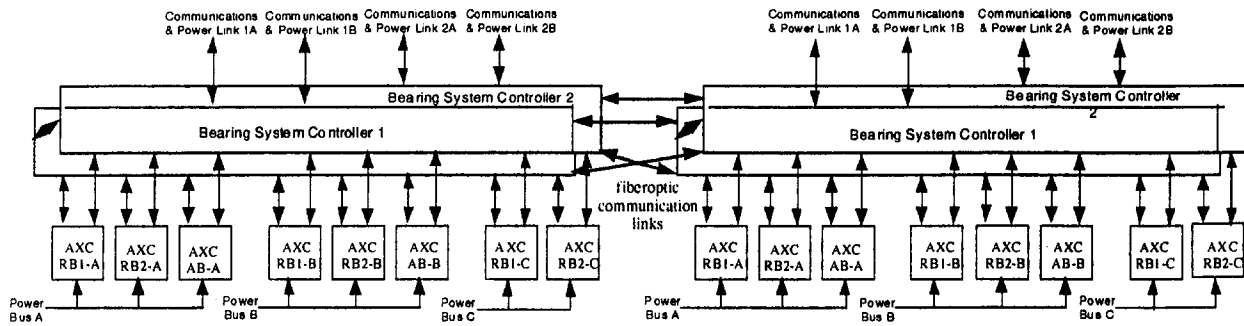 Communications
& Power Link 1A
Communications
& Power Link 1B
Communications
& Power Link 2A
Communications
& Power Link 2B
Communications
& Power Link 1A
Communications
& Power Link 1B
Communications
& Power Link 2A
Communications
& Power Link 2B
Bearing System Controller 2
Bearing System Controller 1
Bearing System Controller
2
Bearing System Controller 1
fiberoptic
communication
links
AXC
RB1-A
AXC
RB2-A
AXC
AB-A
AXC
RB1-B
AXC
RB2-B
AXC
AB-B
AXC
RB1-C
AXC
RB2-C
AXC
RB1-A
AXC
RB2-A
AXC
AB-A
AXC
RB1-B
AXC
RB2-B
AXC
AB-B
AXC
RB1-C
AXC
RB2-C
Power
Bus A
Power
Bus B
Power
Bus C
Power
Bus A
Power
Bus B
Power
Bus C